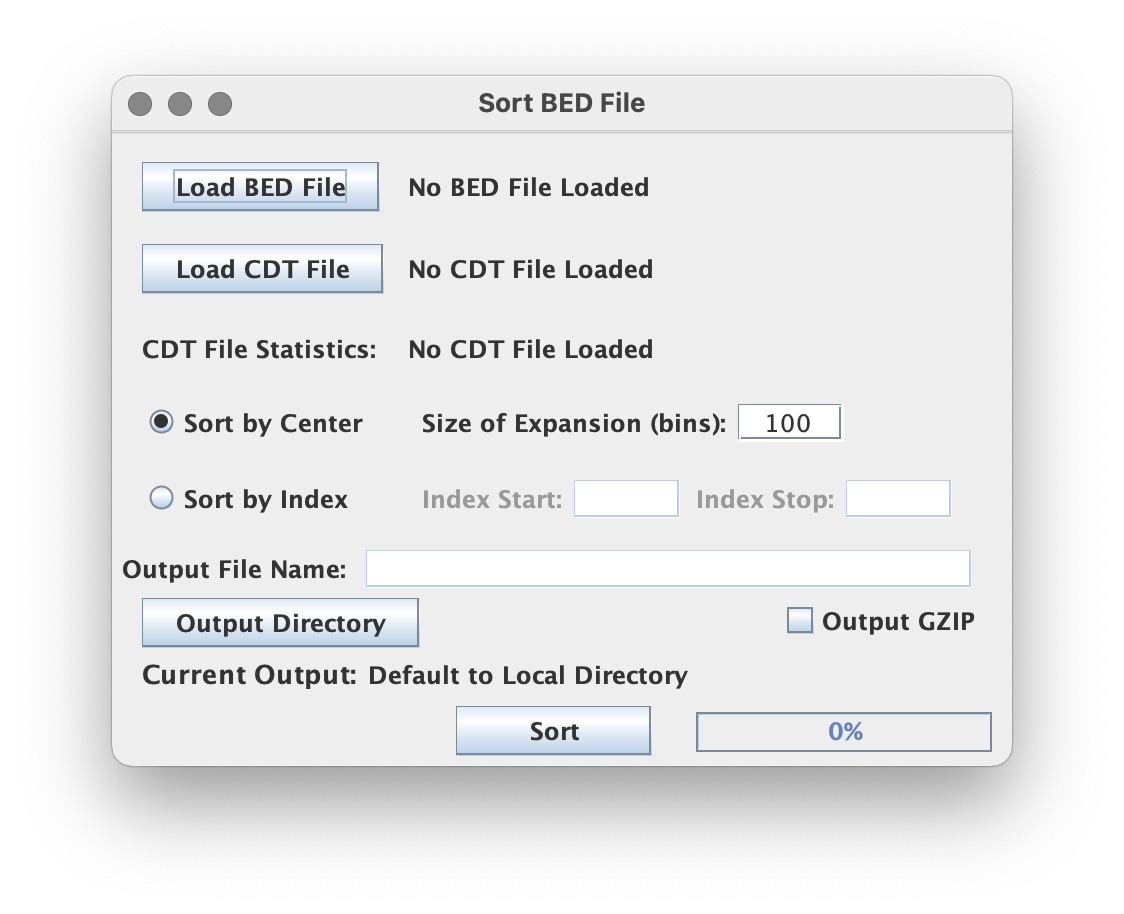 Sort BED File
Load BED File No BED File Loaded
Load CDT File No CDT File Loaded
CDT File Statistics: No CDT File Loaded
Sort by Center Size of Expansion (bins): 100
Sort by Index Index Start: Index Stop:
Output File Name:
Output Directory Output GZIP
Current Output: Default to Local Directory
Sort 0%